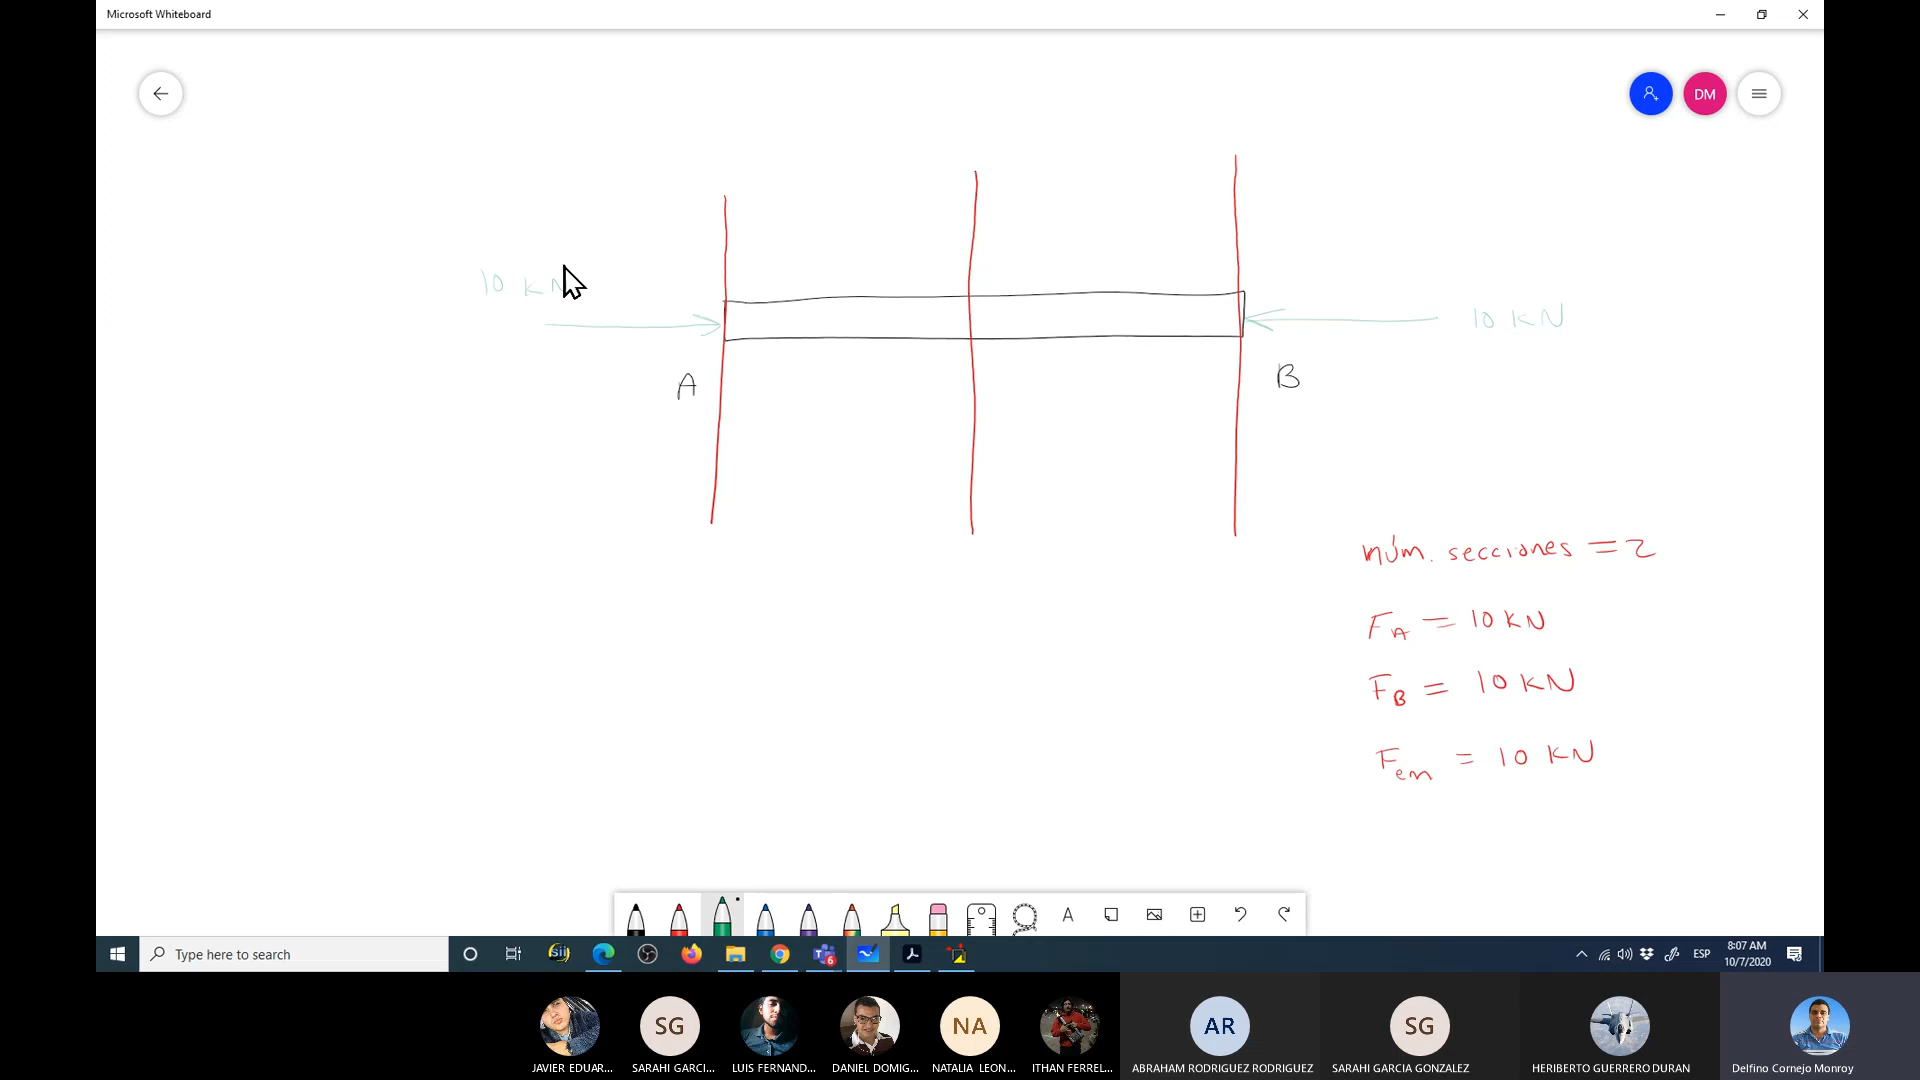 Microsoft Whiteboard
DM
10 kN
10 KN
A
B
núm. secciones = 2
FA = 10 KN
FB = 10 KN
Fem = 10 KN
A
Type here to search
sii
6
ESP
8:07 AM
10/7/2020
SG
NA
AR
SG
JAVIER EDUAR...
SARAHI GARCI...
LUIS FERNAND...
DANIEL DOMIG...
NATALIA LEON...
ITHAN FERREL...
ABRAHAM RODRIGUEZ RODRIGUEZ
SARAHI GARCIA GONZALEZ
HERIBERTO GUERRERO DURAN
Delfino Cornejo Monroy